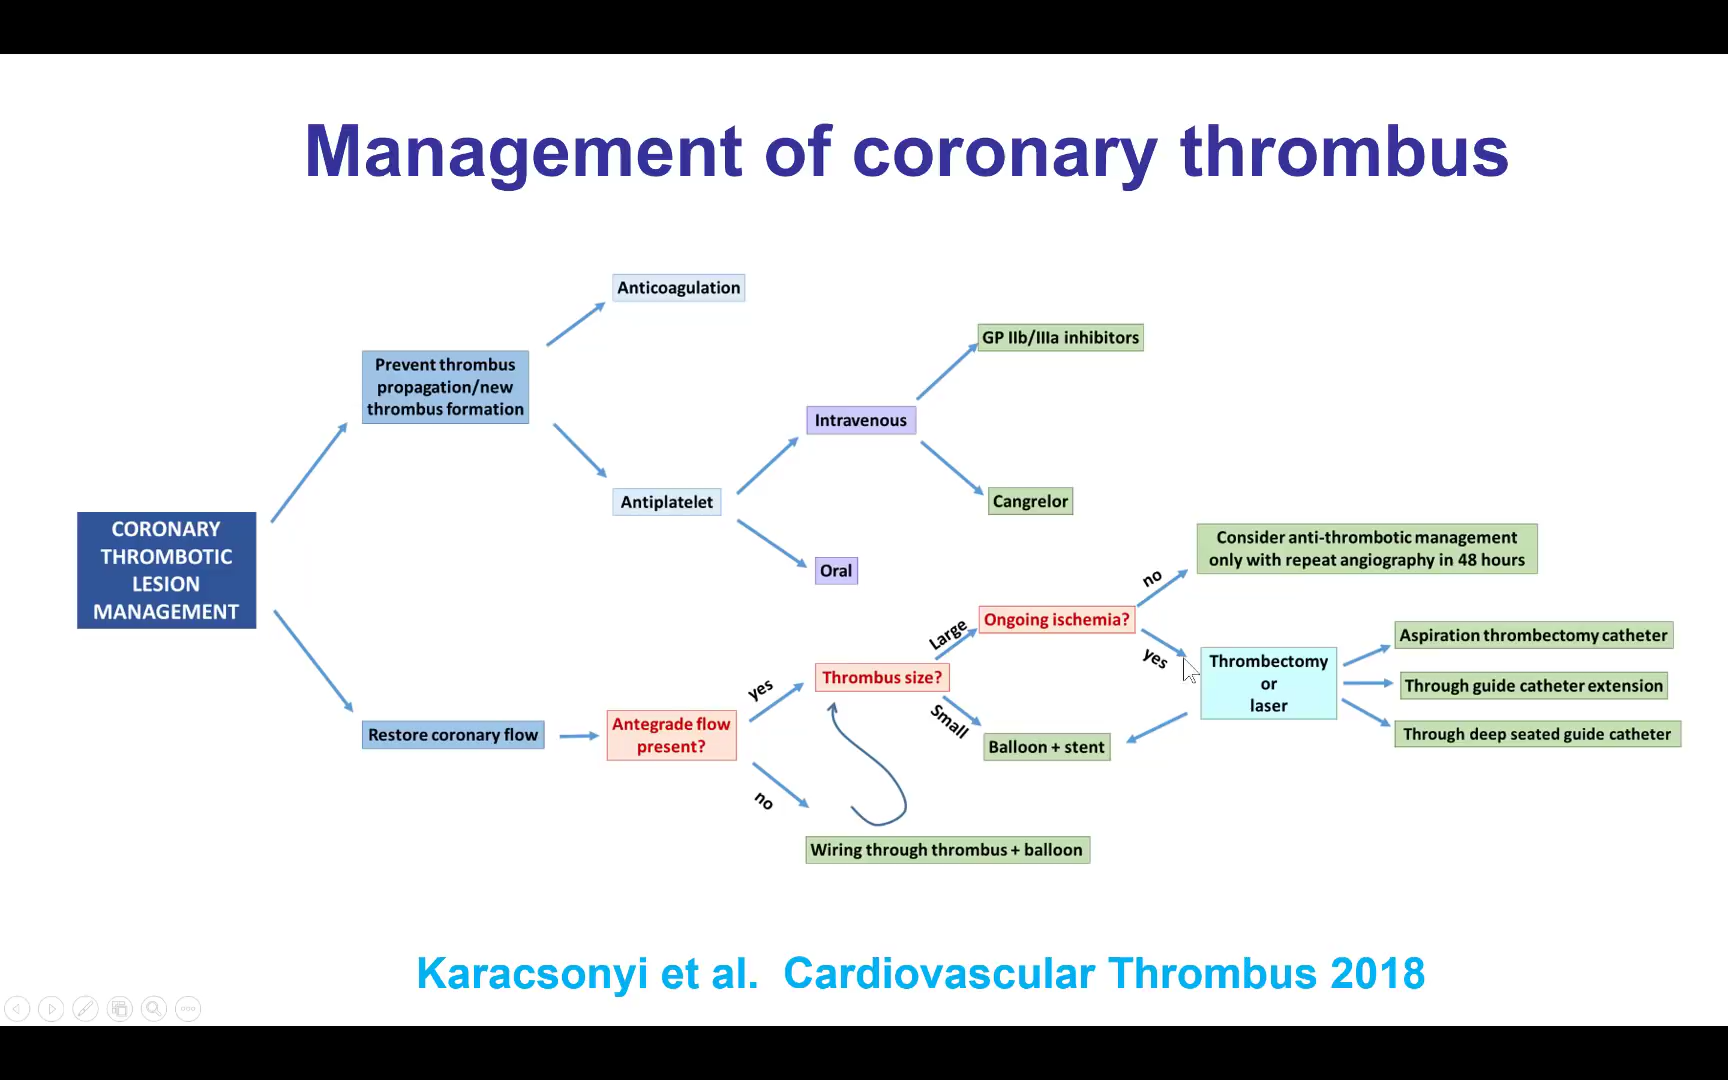 Management of coronary thrombus
Anticoagulation
GP IIb/IIIa inhibitors
Prevent thrombus
propagation/new
thrombus formation
Intravenous
Antiplatelet
Cangrelor
CORONARY
THROMBOTIC
LESION
MANAGEMENT
Oral
Consider anti-thrombotic management
only with repeat angiography in 48 hours
no
Ongoing ischemia?
Large
yes
Aspiration thrombectomy catheter
Thrombectomy
or
laser
Through guide catheter extension
Through deep seated guide catheter
Thrombus size?
yes
Small
Restore coronary flow
Antegrade flow
present?
Balloon + stent
no
Wiring through thrombus + balloon
Karacsonyi et al. Cardiovascular Thrombus 2018